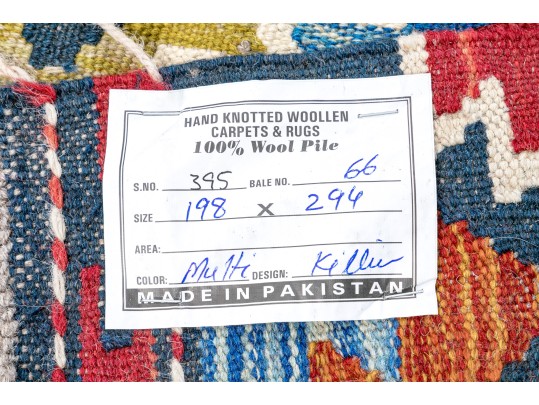 HAND KNOTTED WOOLLEN
CARPETS & RUGS
100% Wool Pile
S.NO. 395 BALE NO. 66
SIZE 198 X 294
AREA:
COLOR: Multi DESIGN:
MADE IN PAKISTAN